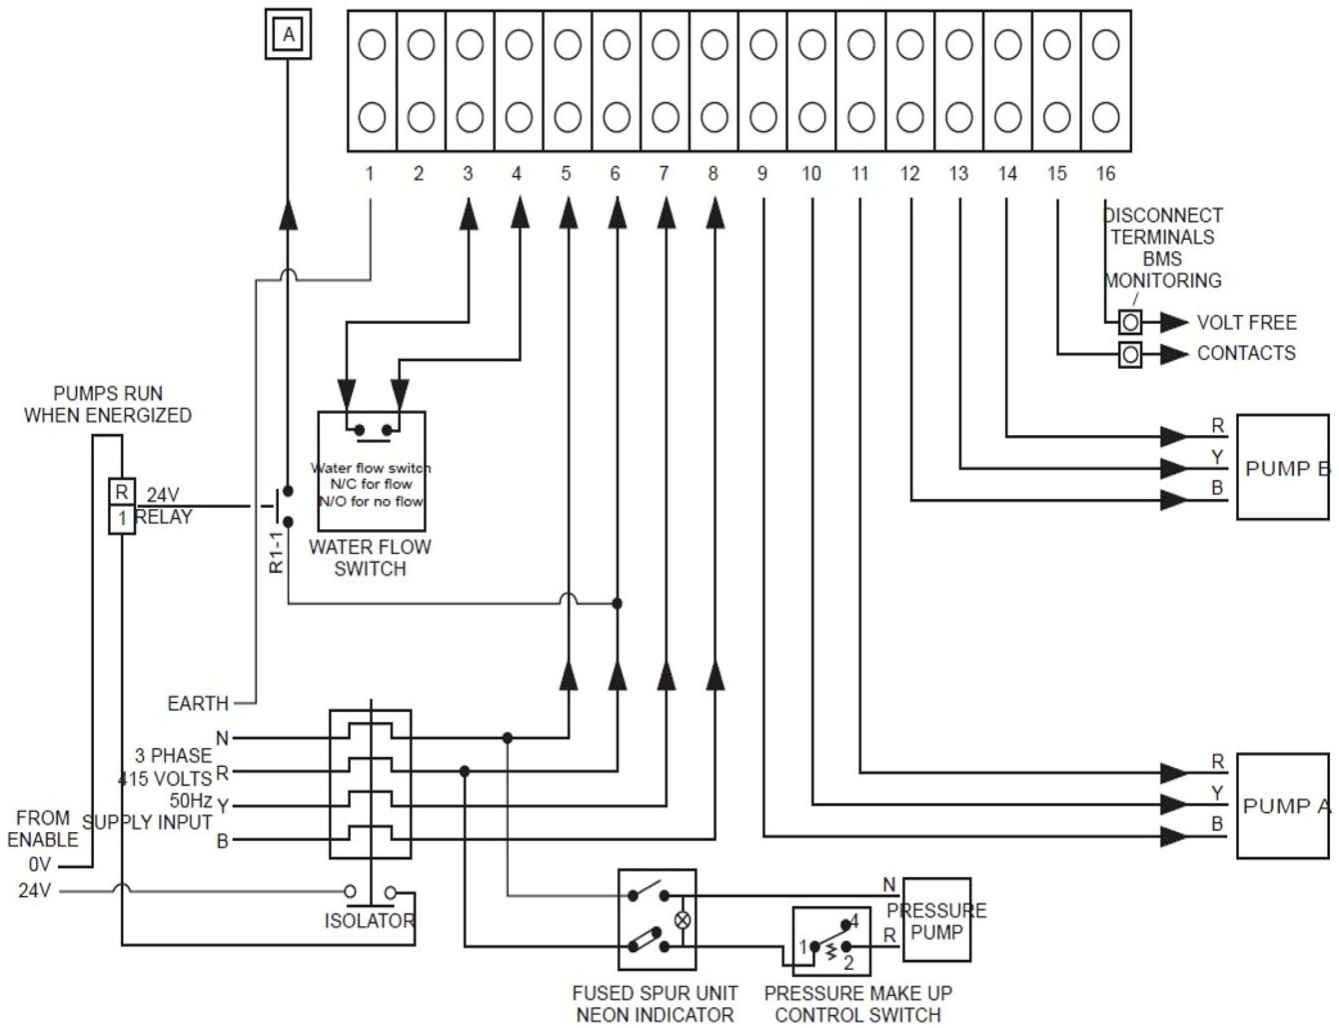 A
1 2 3 4 5 6 7 8 9 10 11 12 13 14 15 16
DISCONNECT
TERMINALS
BMS
MONITORING
VOLT FREE
CONTACTS
PUMPS RUN
WHEN ENERGIZED
R
1
24V
RELAY
R1-1
Water flow switch
N/C for flow
N/O for no flow
WATER FLOW
SWITCH
R
Y
B
PUMP B
EARTH
N
3 PHASE
415 VOLTS R
50Hz Y
SUPPLY INPUT
B
FROM
ENABLE
0V
24V
ISOLATOR
R
Y
B
PUMP A
N
R
PRESSURE
PUMP
1
4
2
FUSED SPUR UNIT
NEON INDICATOR
PRESSURE MAKE UP
CONTROL SWITCH